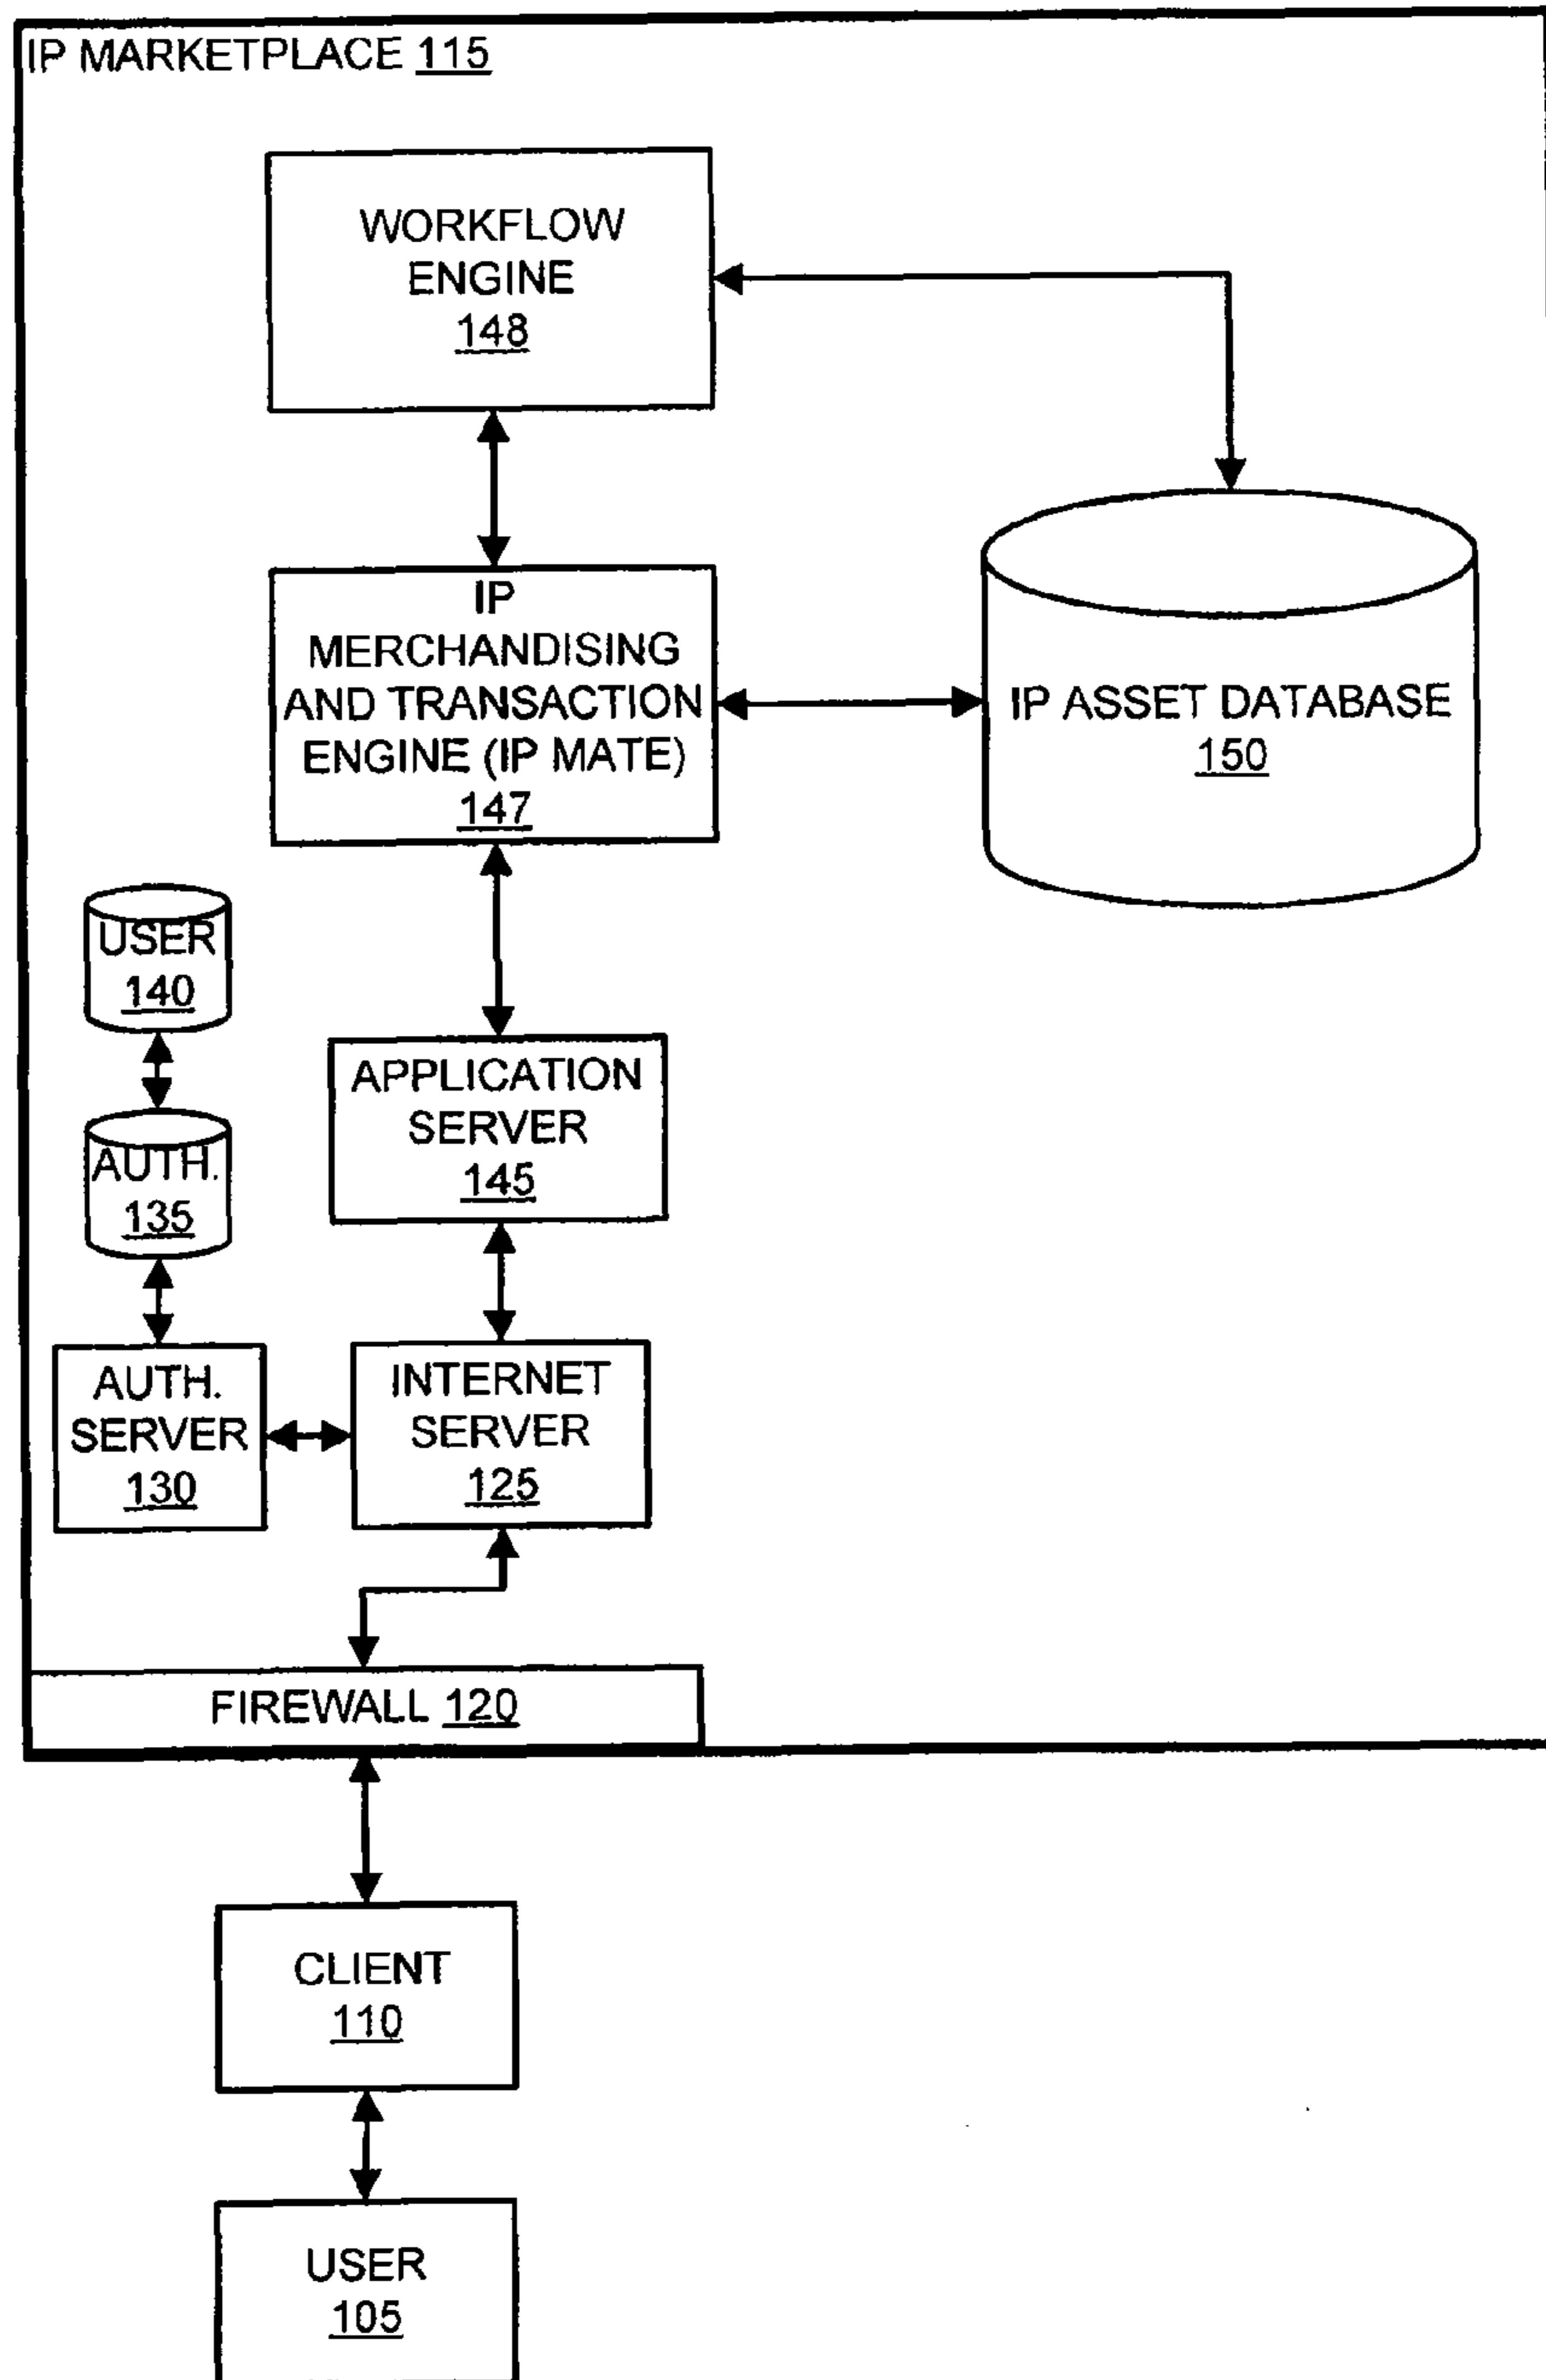 IP MARKETPLACE 115
WORKFLOW
ENGINE
148
IP
MERCHANDISING
AND TRANSACTION
ENGINE (IP MATE)
147
IP ASSET DATABASE
150
USER
140
AUTH.
135
APPLICATION
SERVER
145
AUTH.
SERVER
130
INTERNET
SERVER
125
FIREWALL 120
CLIENT
110
USER
105